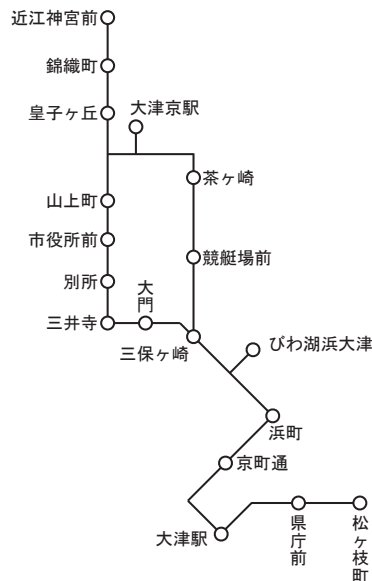 近江神宮前
錦織町
皇子ヶ丘
大津京駅
茶ヶ崎
山上町
市役所前
競艇場前
別所
大門
三井寺
三保ヶ崎
びわ湖浜大津
浜町
京町通
大津駅
県庁前
松ヶ枝町